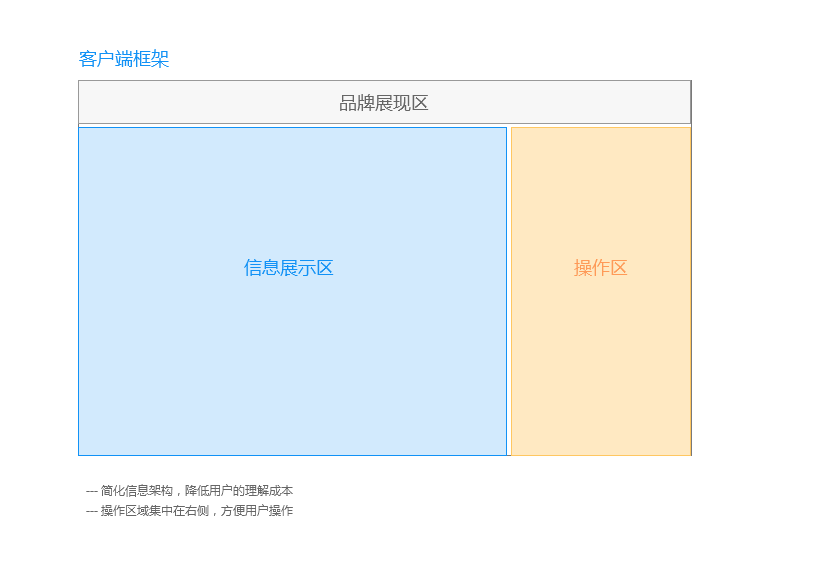 客户端框架
品牌展现区
信息展示区
操作区
--- 简化信息架构，降低用户的理解成本
--- 操作区域集中在右侧，方便用户操作